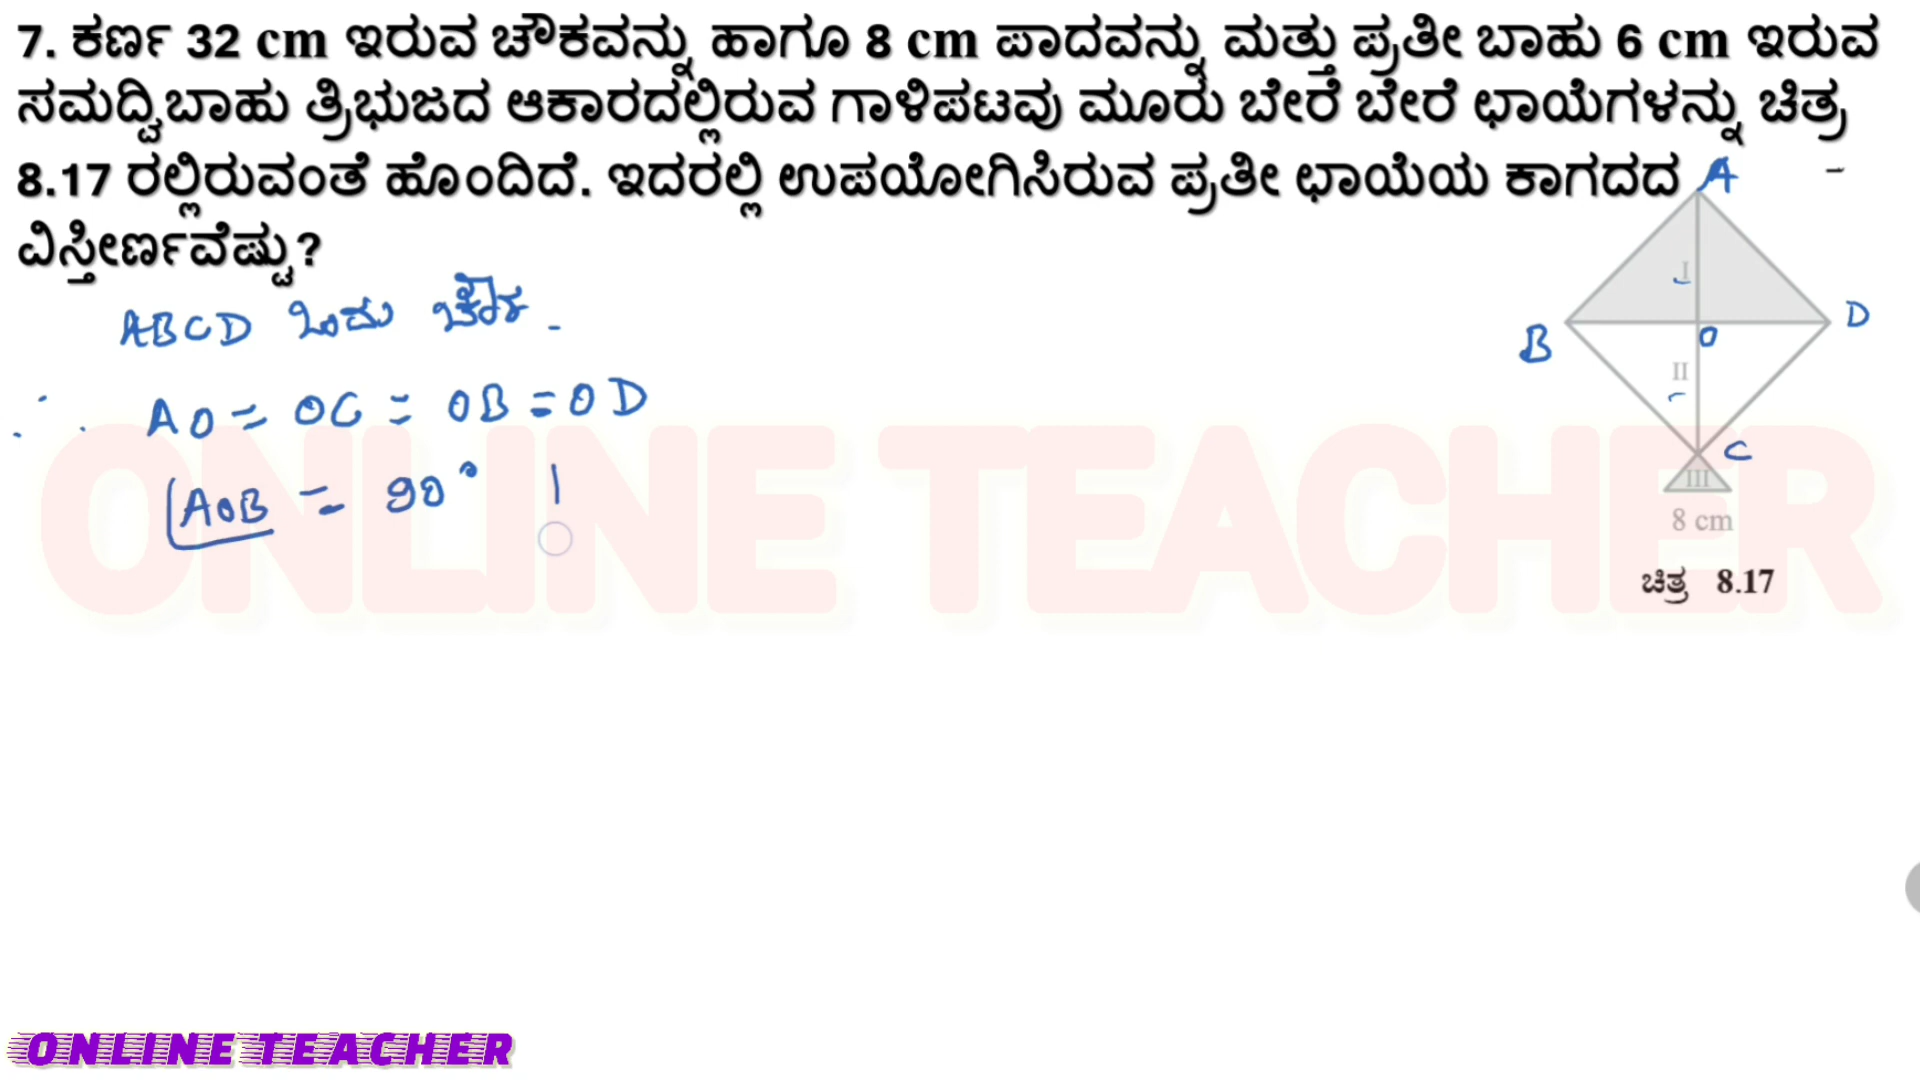 7. ಕರ್ಣ 32 cm ಇರುವ ಚೌಕವನ್ನು ಹಾಗೂ 8 cm ಪಾದವನ್ನು ಮತ್ತು ಪ್ರತೀ ಬಾಹು 6 cm ಇರುವ
ಸಮದ್ವಿಬಾಹು ತ್ರಿಭುಜದ ಆಕಾರದಲ್ಲಿರುವ ಗಾಳಿಪಟವು ಮೂರು ಬೇರೆ ಬೇರೆ ಛಾಯೆಗಳನ್ನು ಚಿತ್ರ
8.17 ರಲ್ಲಿರುವಂತೆ ಹೊಂದಿದೆ. ಇದರಲ್ಲಿ ಉಪಯೋಗಿಸಿರುವ ಪ್ರತೀ ಛಾಯೆಯ ಕಾಗದದ
ವಿಸ್ತೀರ್ಣವೆಷ್ಟು?
A
I
B
O
D
II
C
III
8 cm
ಚಿತ್ರ 8.17
ABCD ಒಂದು ಚೌಕ.
∴ AO = OC = OB = OD
∠AOB = 90°
ONLINE TEACHER
ONLINE TEACHER